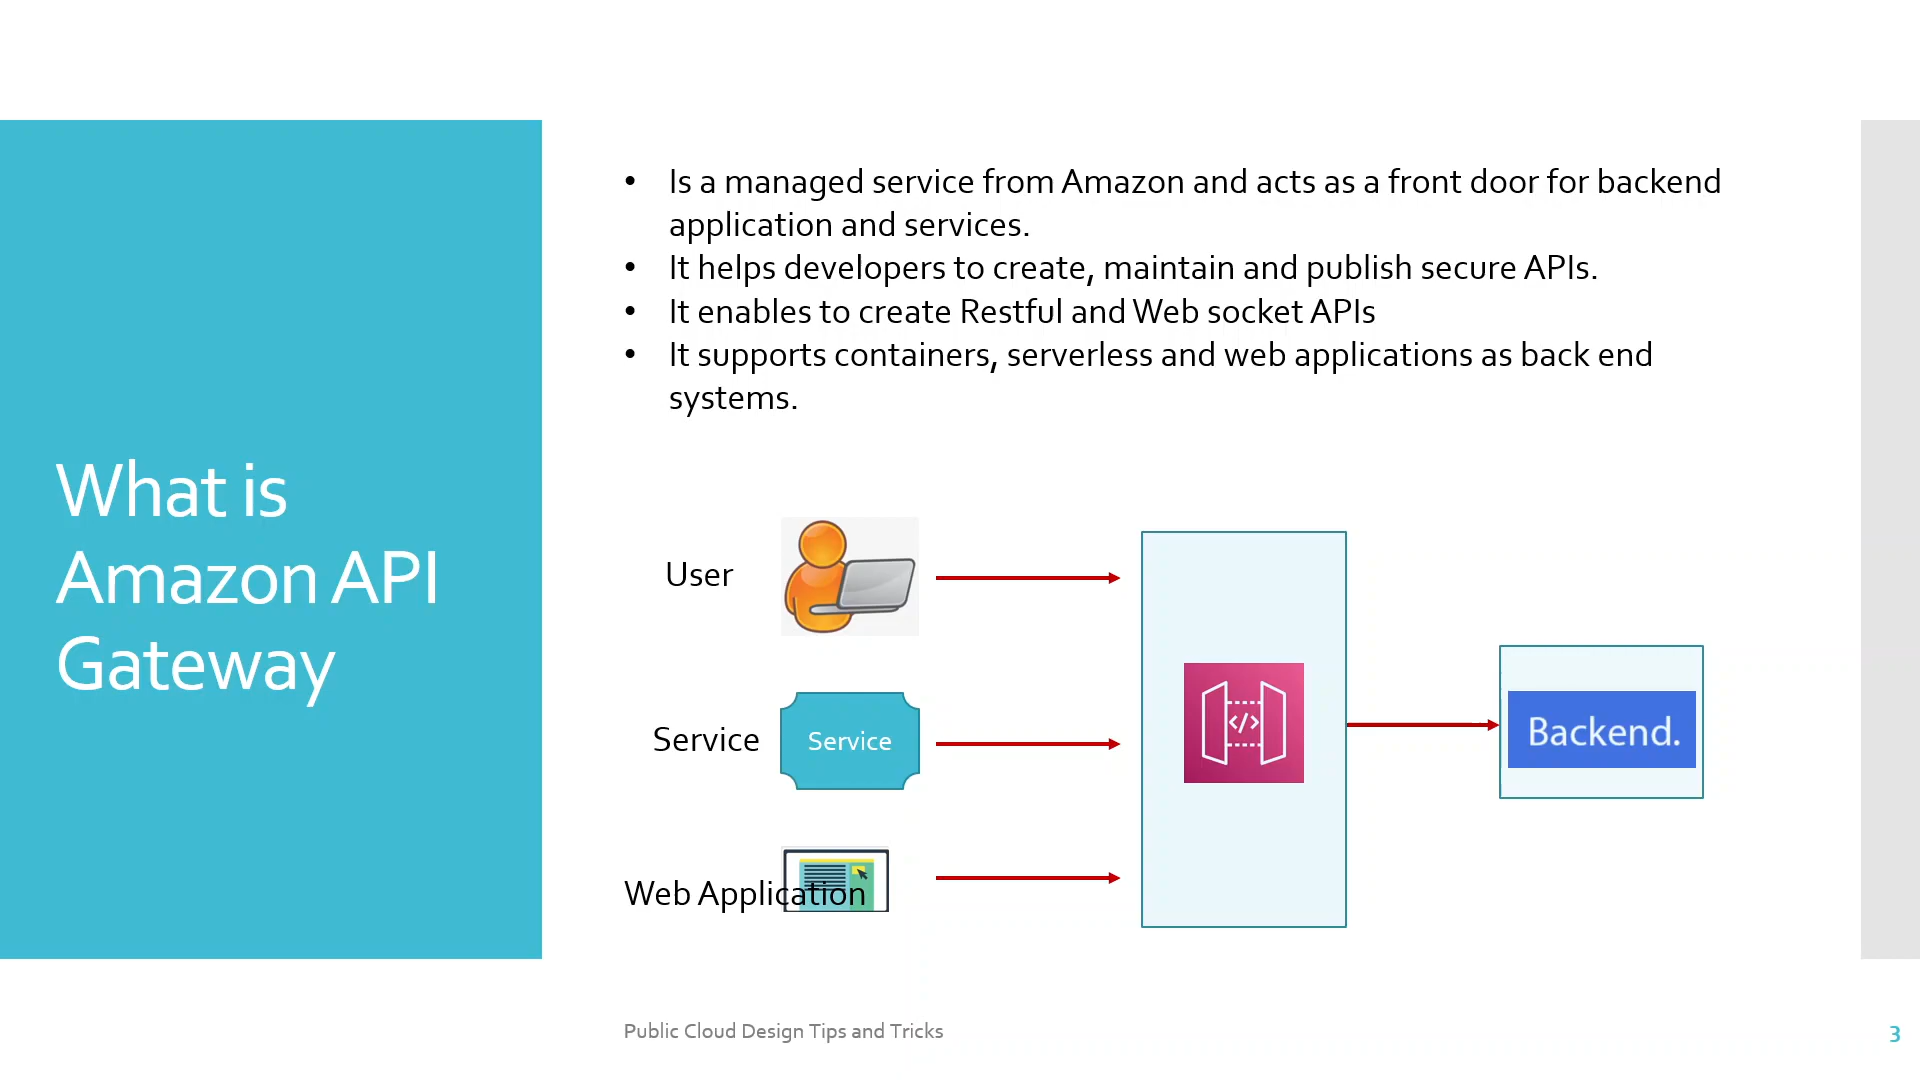 What is
Amazon API
Gateway
• Is a managed service from Amazon and acts as a front door for backend
application and services.
• It helps developers to create, maintain and publish secure APIs.
• It enables to create Restful and Web socket APIs
• It supports containers, serverless and web applications as back end
systems.
User
Service
Service
Web Application
</>
Backend.
Public Cloud Design Tips and Tricks
3